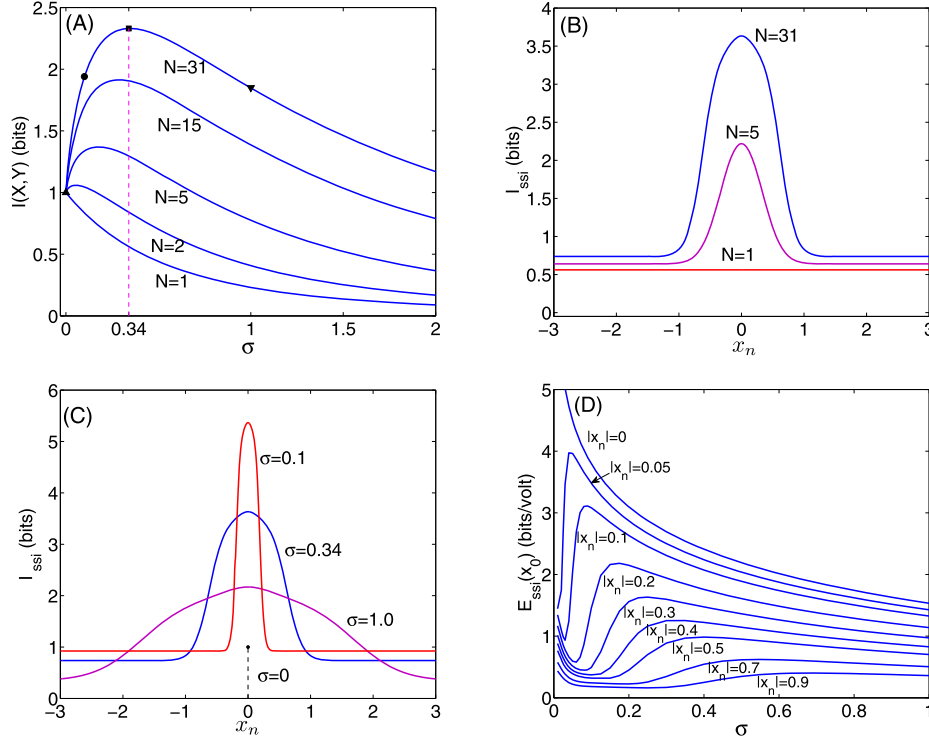 (A)
2.5
2
1.5
1
0.5
0
I(X,Y) (bits)
N=31
N=15
N=5
N=2
N=1
0
0.34
1
1.5
2
σ
(B)
4
3.5
3
2.5
2
1.5
1
0.5
0
I_ssi (bits)
N=31
N=5
N=1
−3
−2
−1
0
1
2
3
x_n
(C)
6
5
4
3
2
1
0
I_ssi (bits)
σ=0.1
σ=0.34
σ=1.0
σ=0
−3
−2
−1
0
1
2
3
x_n
(D)
5
4
3
2
1
0
E_ssi(x_0) (bits/volt)
|x_n|=0
|x_n|=0.05
|x_n|=0.1
|x_n|=0.2
|x_n|=0.3
|x_n|=0.4
|x_n|=0.5
|x_n|=0.7
|x_n|=0.9
0
0.2
0.4
0.6
0.8
1
σ